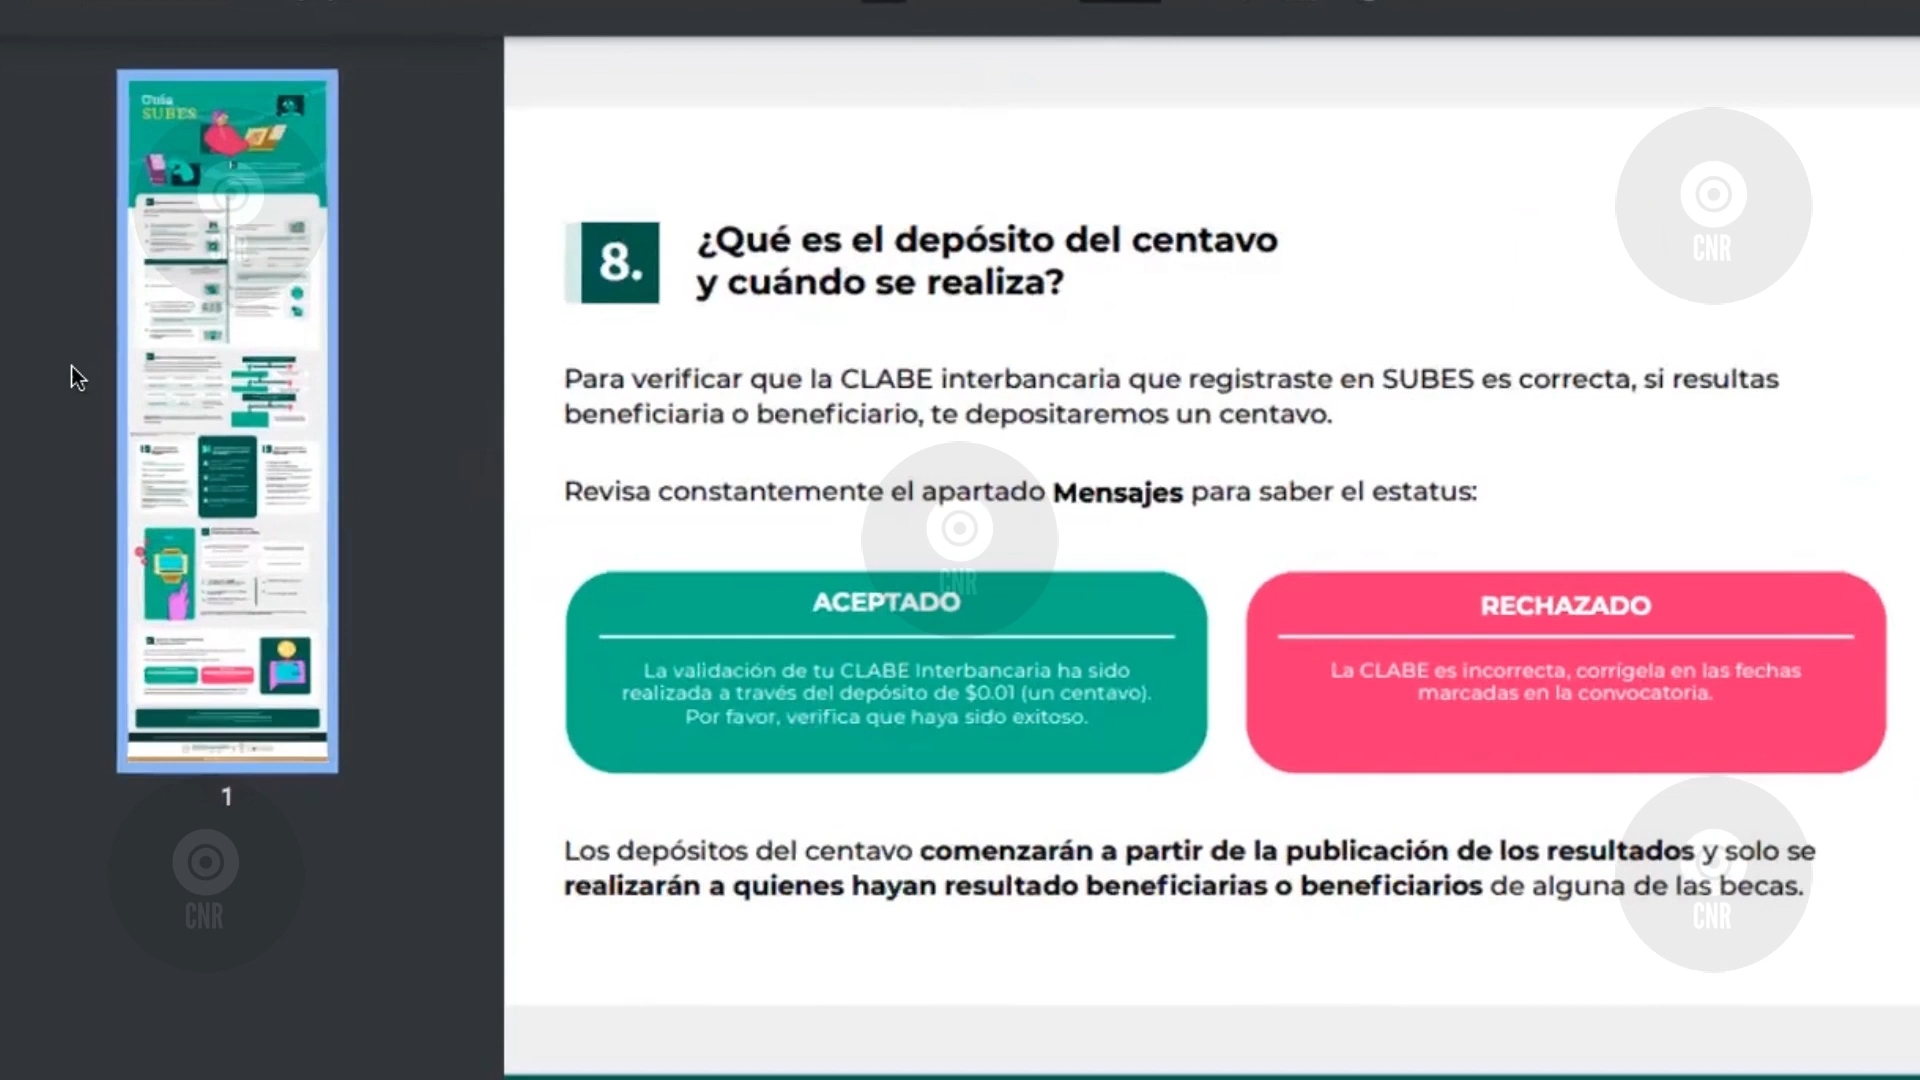 Guía
SUBES
1
8.
¿Qué es el depósito del centavo
y cuándo se realiza?
Para verificar que la CLABE interbancaria que registraste en SUBES es correcta, si resultas
beneficiaria o beneficiario, te depositaremos un centavo.
Revisa constantemente el apartado Mensajes para saber el estatus:
ACEPTADO
La validación de tu CLABE Interbancaria ha sido
realizada a través del depósito de $0.01 (un centavo).
Por favor, verifica que haya sido exitoso.
RECHAZADO
La CLABE es incorrecta, corrígela en las fechas
marcadas en la convocatoria.
Los depósitos del centavo comenzarán a partir de la publicación de los resultados y solo se
realizarán a quienes hayan resultado beneficiarias o beneficiarios de alguna de las becas.
CNR
CNR
CNR
CNR
CNR